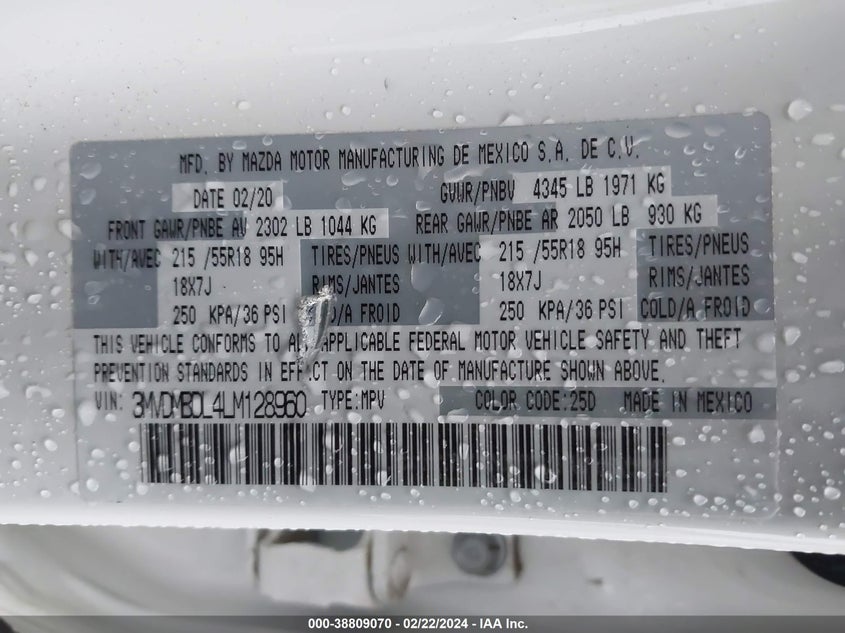 MFD. BY MAZDA MOTOR MANUFACTURING DE MEXICO S.A. DE C.V.
DATE 02/20 GVWR/PNBV 4345 LB 1971 KG
FRONT GAWR/PNBE AV 2302 LB 1044 KG REAR GAWR/PNBE AR 2050 LB 930 KG
WITH/AVEC 215 /55R18 95H TIRES/PNEUS WITH/AVEC 215 /55R18 95H TIRES/PNEUS
18X7J RIMS/JANTES 18X7J RIMS/JANTES
250 KPA/36 PSI /A FROID 250 KPA/36 PSI COLD/A FROID
THIS VEHICLE CONFORMS TO APPLICABLE FEDERAL MOTOR VEHICLE SAFETY AND THEFT
PREVENTION STANDARDS IN EFFECT ON THE DATE OF MANUFACTURE SHOWN ABOVE.
VIN: 3MVDMBDL4LM128960 TYPE:MPV COLOR CODE:25D MADE IN MEXICO
000-38809070 — 02/22/2024 — IAA Inc.